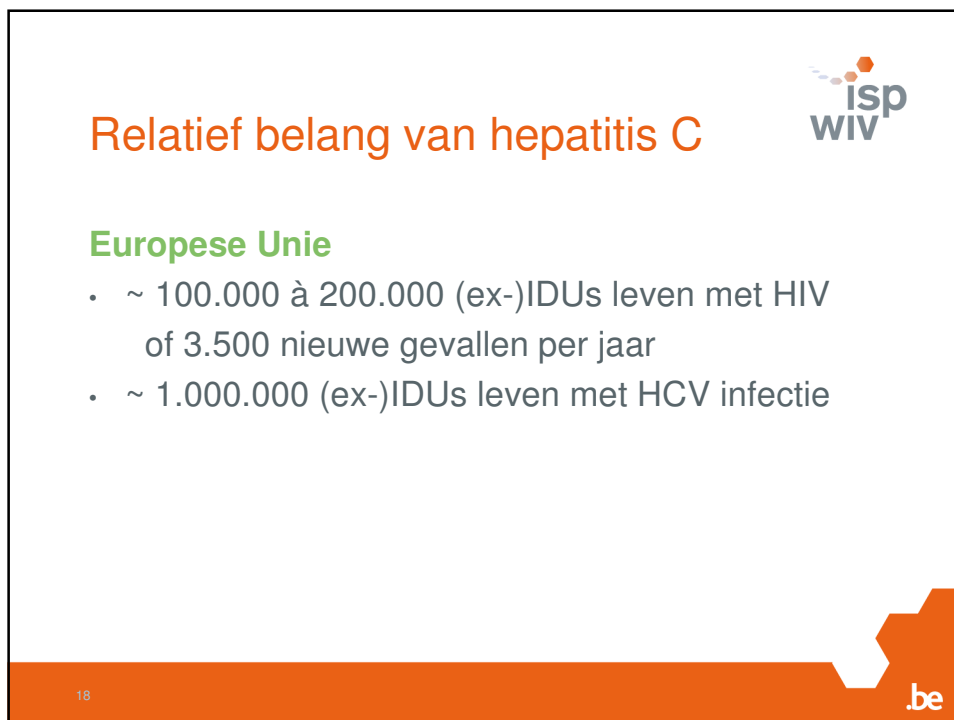 isp
wiv
Relatief belang van hepatitis C
Europese Unie
• ~ 100.000 à 200.000 (ex-)IDUs leven met HIV
of 3.500 nieuwe gevallen per jaar
• ~ 1.000.000 (ex-)IDUs leven met HCV infectie
18
.be